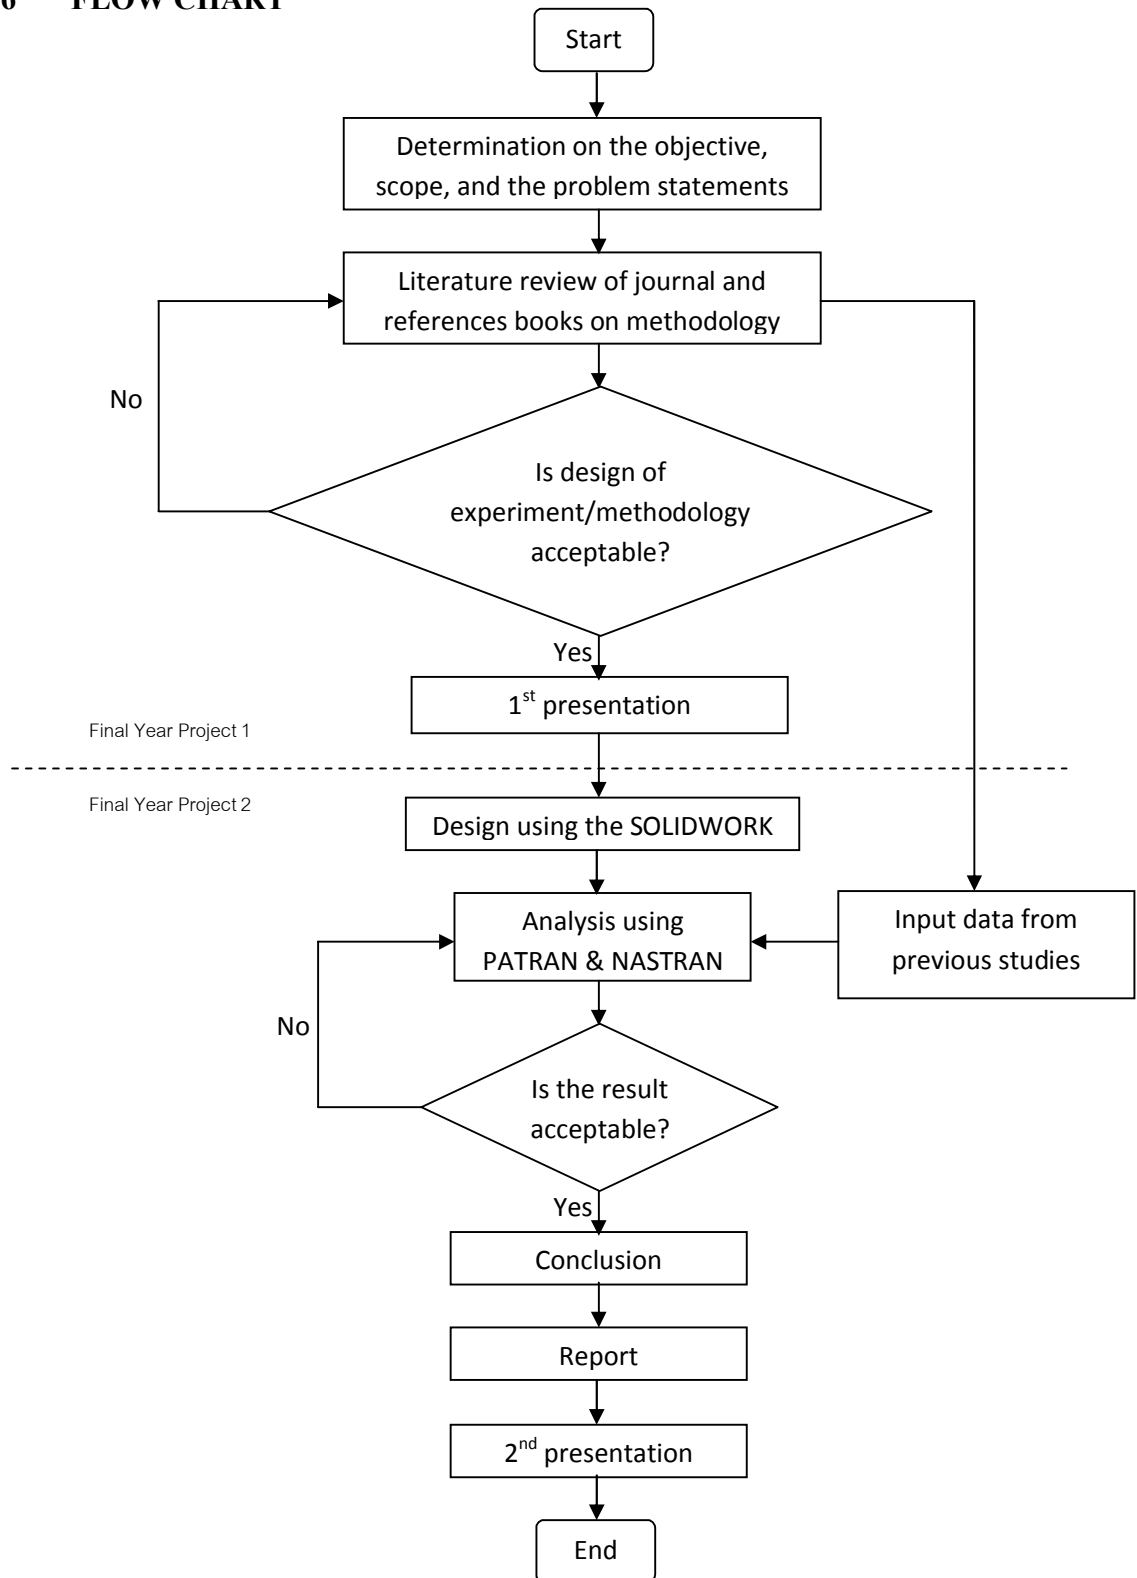 6 FLOW CHART
Start
Determination on the objective,
scope, and the problem statements
Literature review of journal and
references books on methodology
No
Is design of
experiment/methodology
acceptable?
Yes
1st presentation
Final Year Project 1
Final Year Project 2
Design using the SOLIDWORK
Analysis using
PATRAN & NASTRAN
Input data from
previous studies
No
Is the result
acceptable?
Yes
Conclusion
Report
2nd presentation
End